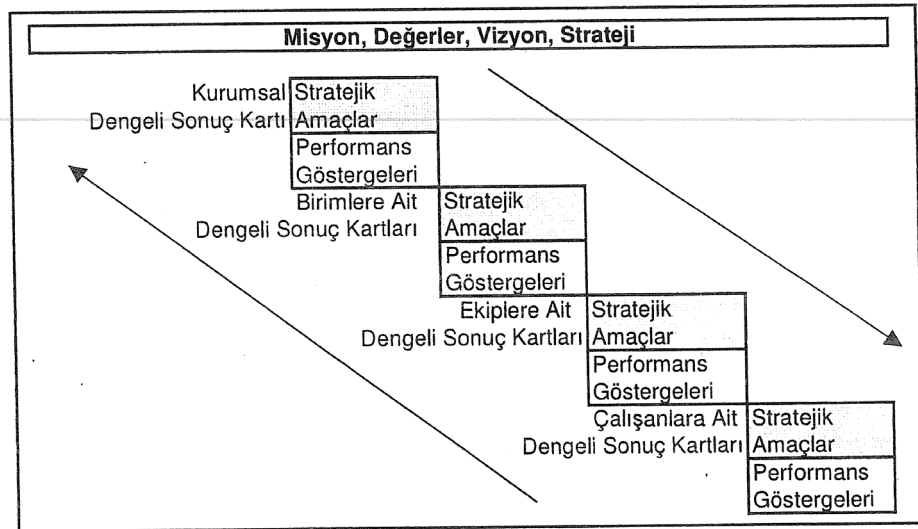 Misyon, Değerler, Vizyon, Strateji
Kurumsal Stratejik
Dengeli Sonuç Kartı Amaçlar
Performans
Göstergeleri
Birimlere Ait Stratejik
Dengeli Sonuç Kartları Amaçlar
Performans
Göstergeleri
Ekiplere Ait Stratejik
Dengeli Sonuç Kartları Amaçlar
Performans
Göstergeleri
Çalışanlara Ait Stratejik
Dengeli Sonuç Kartları Amaçlar
Performans
Göstergeleri